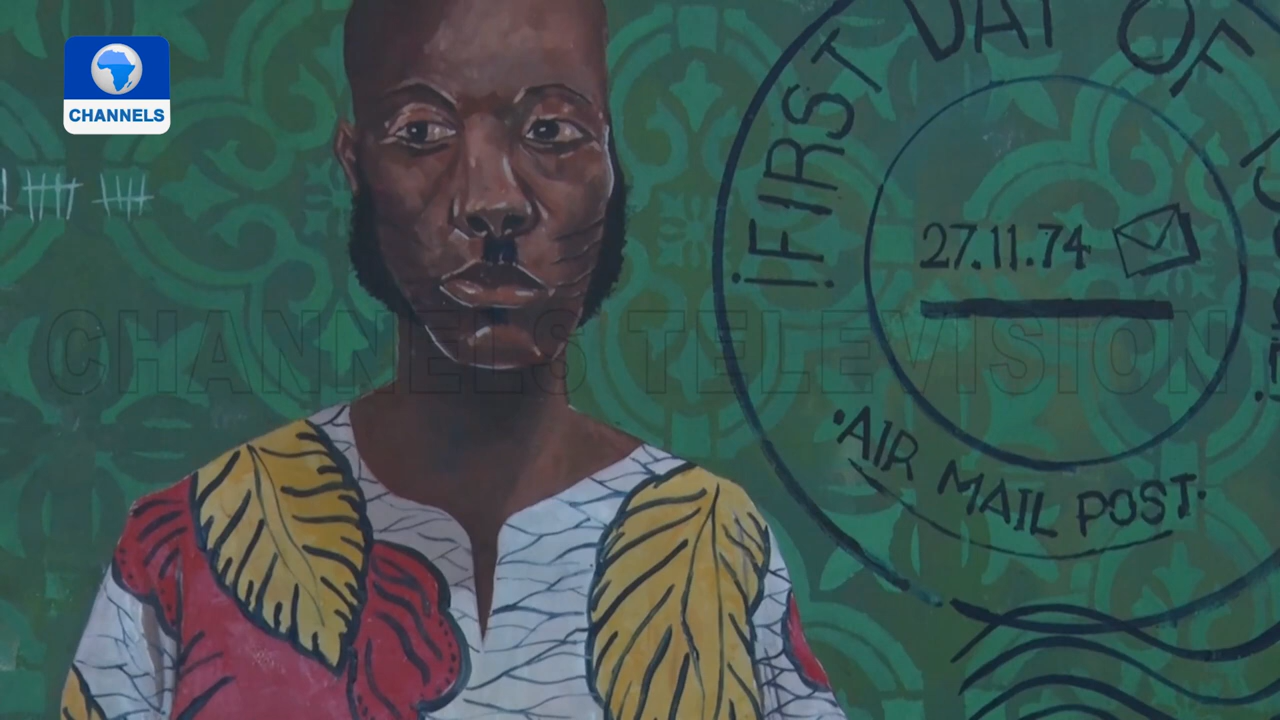 CHANNELS
FIRST DAY OF
27.11.74
AIR MAIL POST
CHANNELS TELEVISION